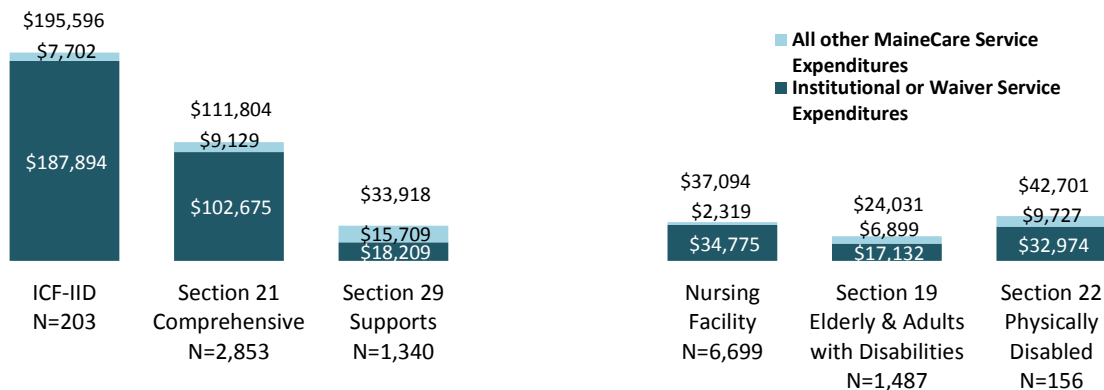 $195,596
$7,702
$187,894
ICF-IID
N=203
$111,804
$9,129
$102,675
Section 21
Comprehensive
N=2,853
$33,918
$15,709
$18,209
Section 29
Supports
N=1,340
All other MaineCare Service
Expenditures
Institutional or Waiver Service
Expenditures
$37,094
$2,319
$34,775
Nursing
Facility
N=6,699
$24,031
$6,899
$17,132
Section 19
Elderly & Adults
with Disabilities
N=1,487
$42,701
$9,727
$32,974
Section 22
Physically
Disabled
N=156